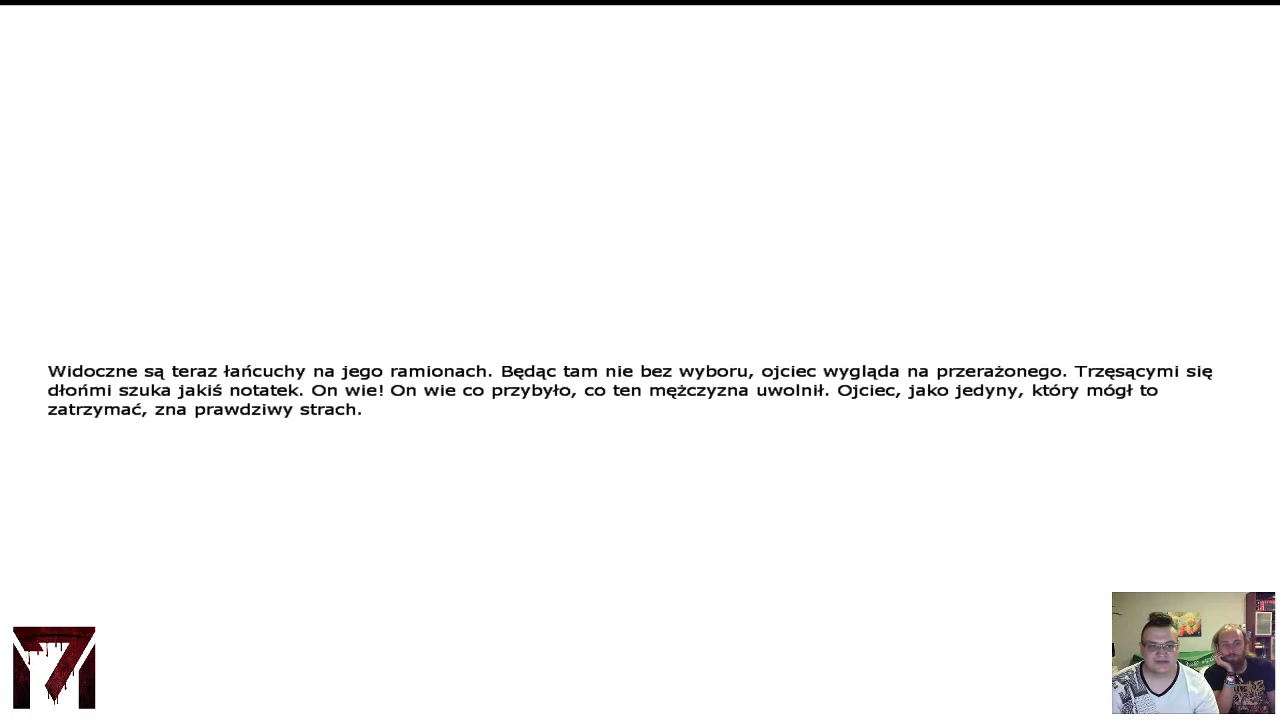 Widoczne są teraz łańcuchy na jego ramionach. Będąc tam nie bez wyboru, ojciec wygląda na przerażonego. Trzęsącymi się
dłońmi szuka jakiś notatek. On wie! On wie co przybyło, co ten mężczyzna uwolnił. Ojciec, jako jedyny, który mógł to
zatrzymać, zna prawdziwy strach.
7